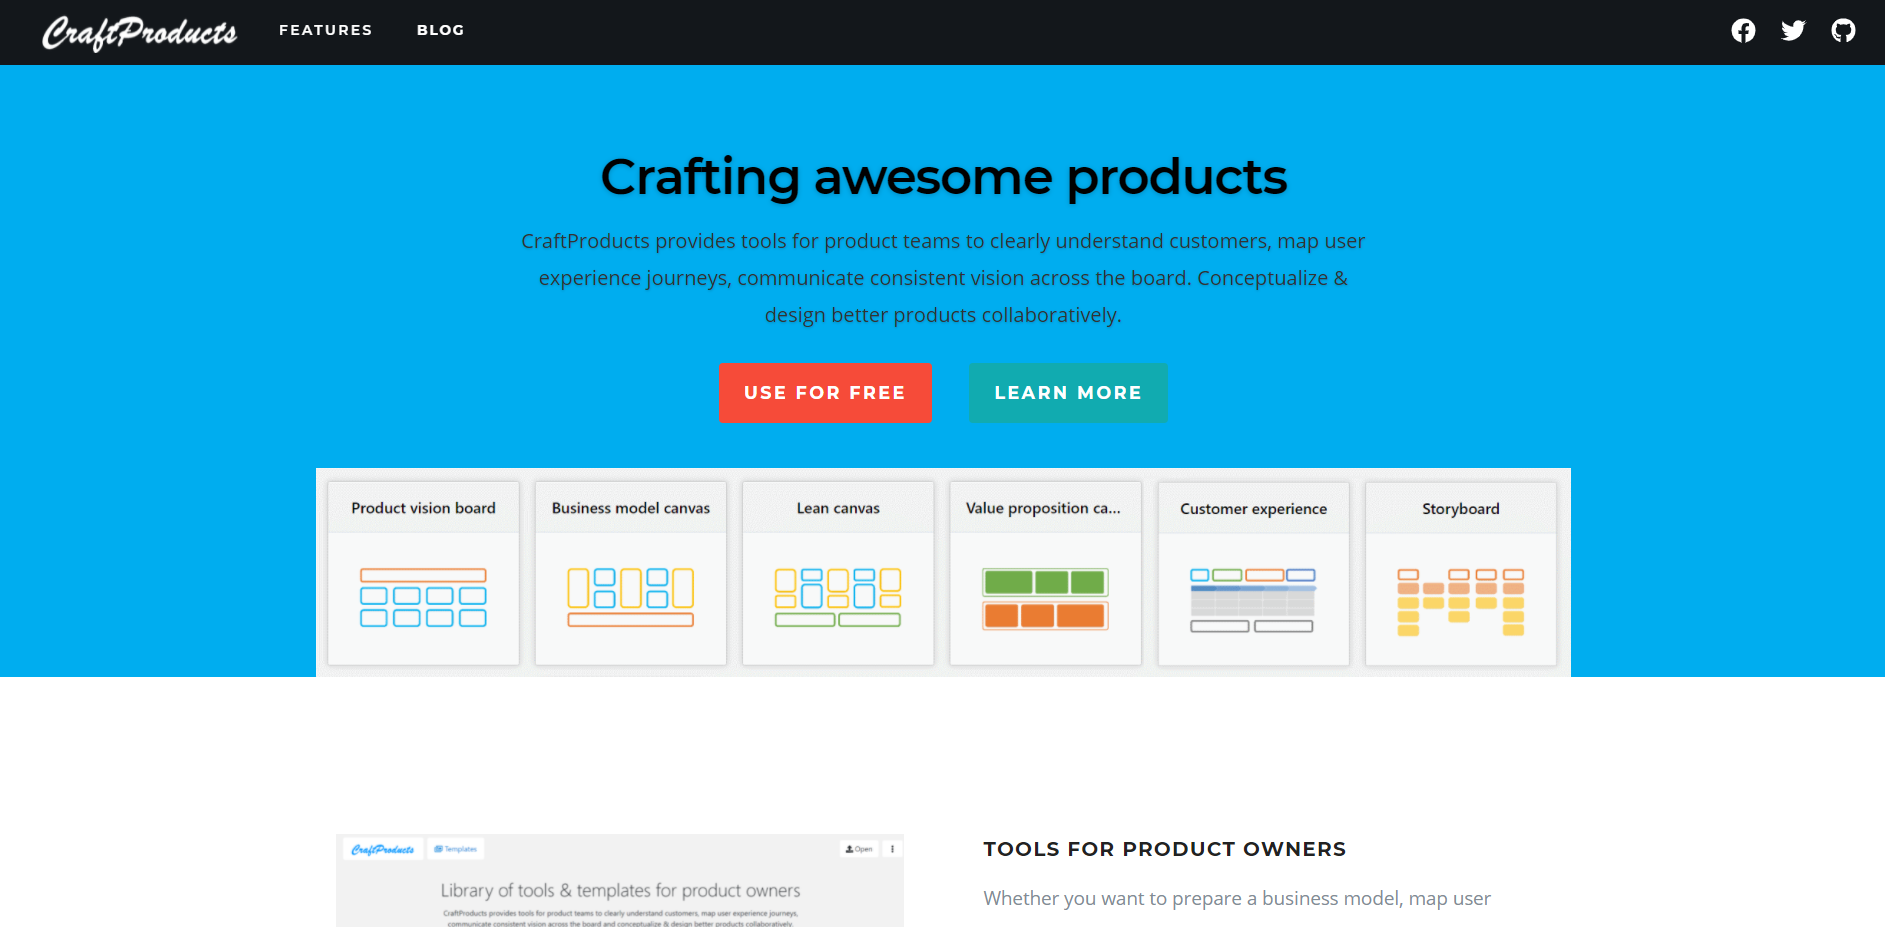 CraftProducts
FEATURES
BLOG
Crafting awesome products
CraftProducts provides tools for product teams to clearly understand customers, map user
experience journeys, communicate consistent vision across the board. Conceptualize &
design better products collaboratively.
USE FOR FREE
LEARN MORE
Product vision board
Business model canvas
Lean canvas
Value proposition ca...
Customer experience
Storyboard
CraftProducts
Templates
Open
Library of tools & templates for product owners
CraftProducts provides tools for product teams to clearly understand customers, map user experience journeys,
communicate consistent vision across the board and conceptualize & design better products collaboratively.
TOOLS FOR PRODUCT OWNERS
Whether you want to prepare a business model, map user